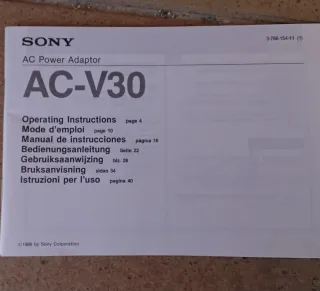 SONY
3-786-154-11 (1)
AC Power Adaptor
AC-V30
Operating Instructions page 4
Mode d'emploi page 10
Manual de instrucciones página 16
Bedienungsanleitung Seite 22
Gebruiksaanwijzing blz. 28
Bruksanvisning sidan 34
Istruzioni per l'uso pagina 40
by Sony Corporation